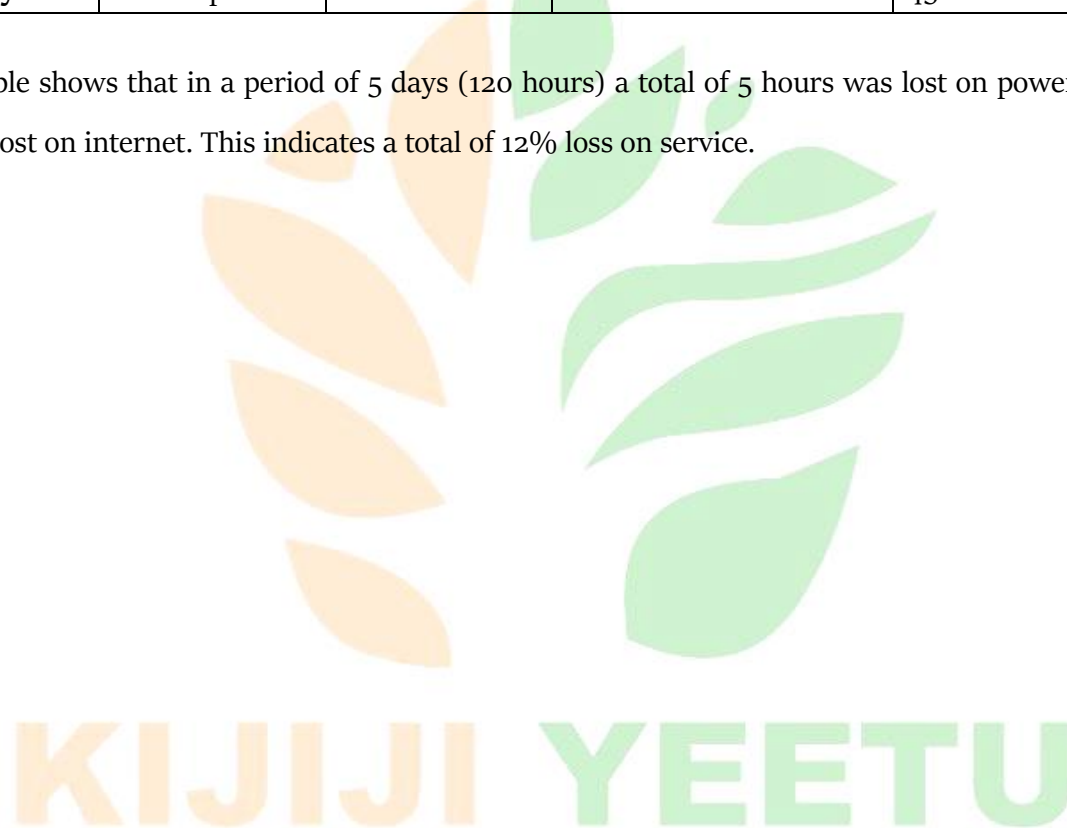 ble shows that in a period of 5 days (120 hours) a total of 5 hours was lost on power
ost on internet. This indicates a total of 12% loss on service.
KIJIJI YEETU